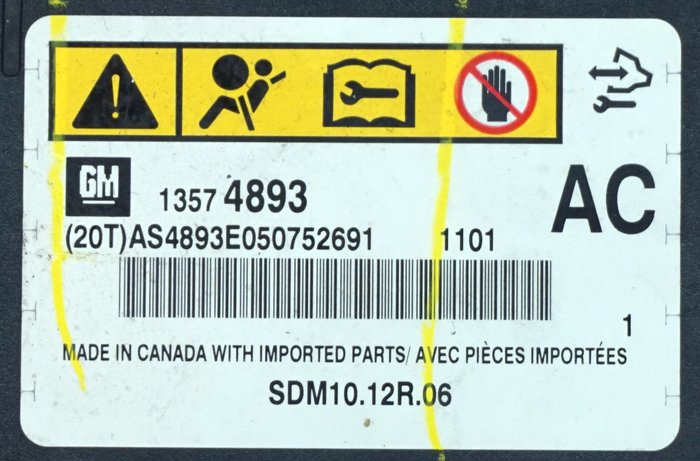 GM
1357 4893
AC
(20T)AS4893E050752691 1101
1
MADE IN CANADA WITH IMPORTED PARTS/ AVEC PIÈCES IMPORTÉES
SDM10.12R.06